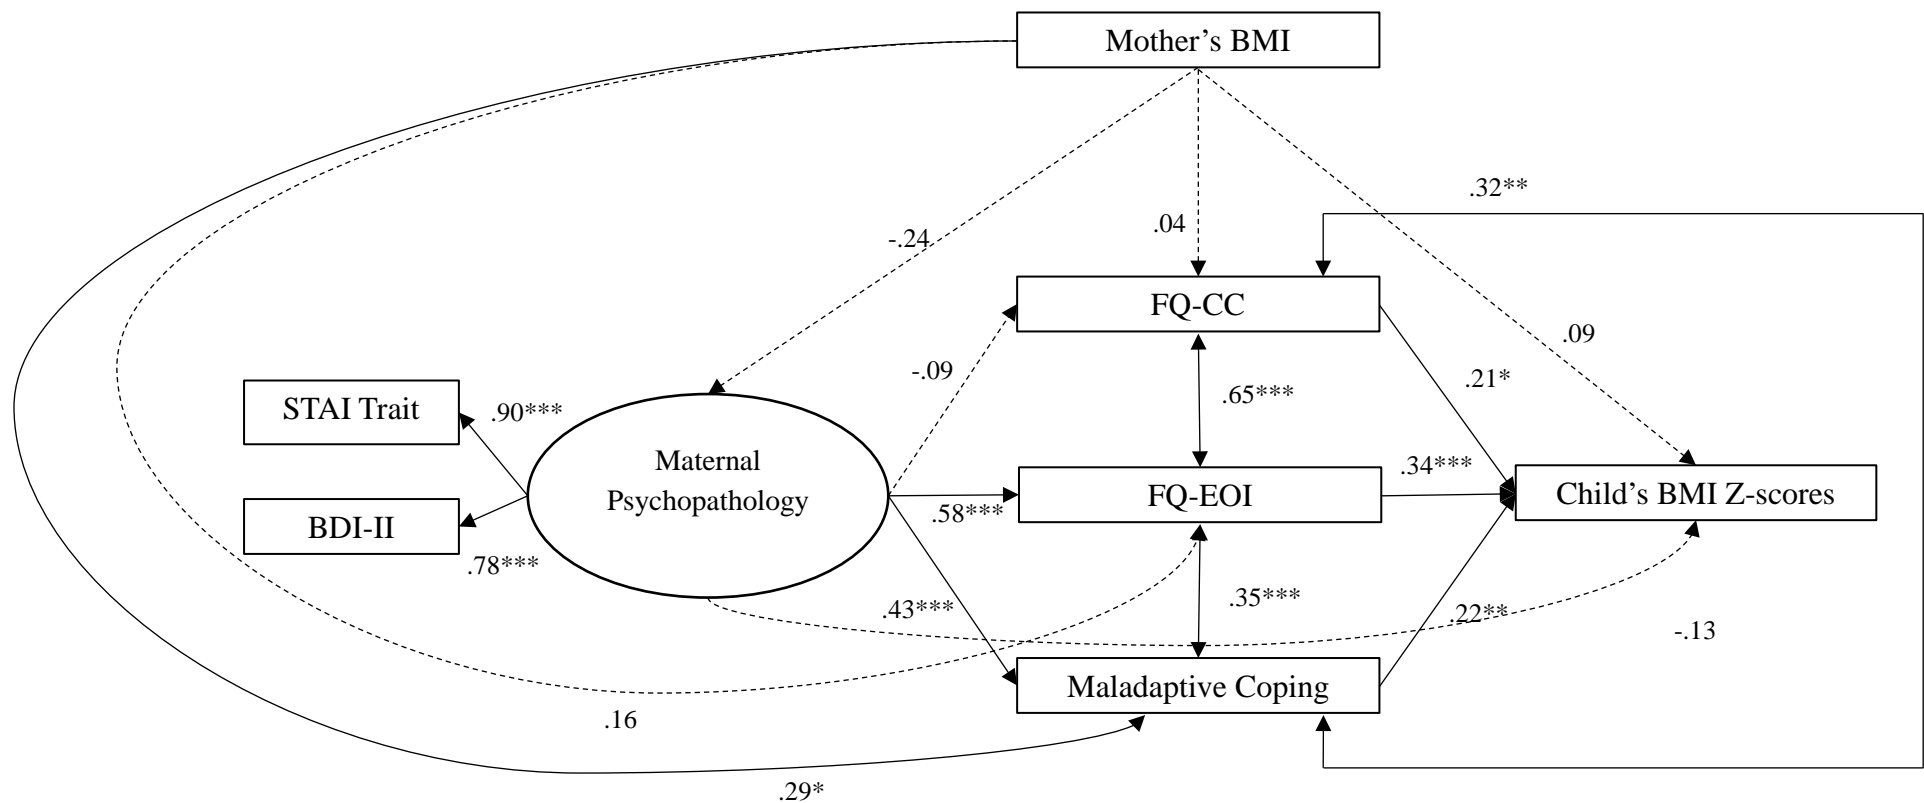 Mother’s BMI
.32**
-.24
.04
FQ-CC
.09
-.09
.21*
STAI Trait
.90***
.65***
Maternal
Psychopathology
.34***
.58***
FQ-EOI
Child’s BMI Z-scores
BDI-II
.78***
.43***
.35***
.22**
-.13
Maladaptive Coping
.16
.29*